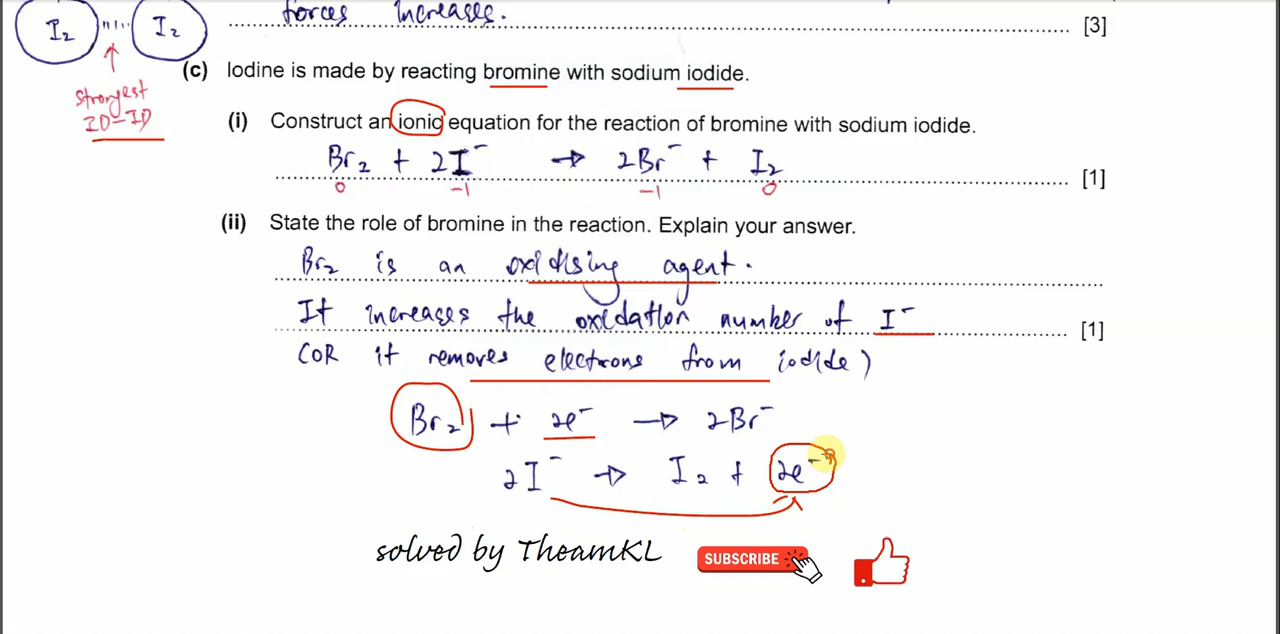 forces increases.
[3]
I2 I2
strongest
ID-ID
(c) Iodine is made by reacting bromine with sodium iodide.
(i) Construct an ionic equation for the reaction of bromine with sodium iodide.
Br2 + 2I⁻ → 2Br⁻ + I2
[1]
0 -1 -1 0
(ii) State the role of bromine in the reaction. Explain your answer.
Br2 is an oxidising agent.
It increases the oxidation number of I⁻
[1]
(OR it removes electrons from iodide)
Br2 + 2e⁻ → 2Br⁻
2I⁻ → I2 + 2e⁻
solved by TheamKL
SUBSCRIBE